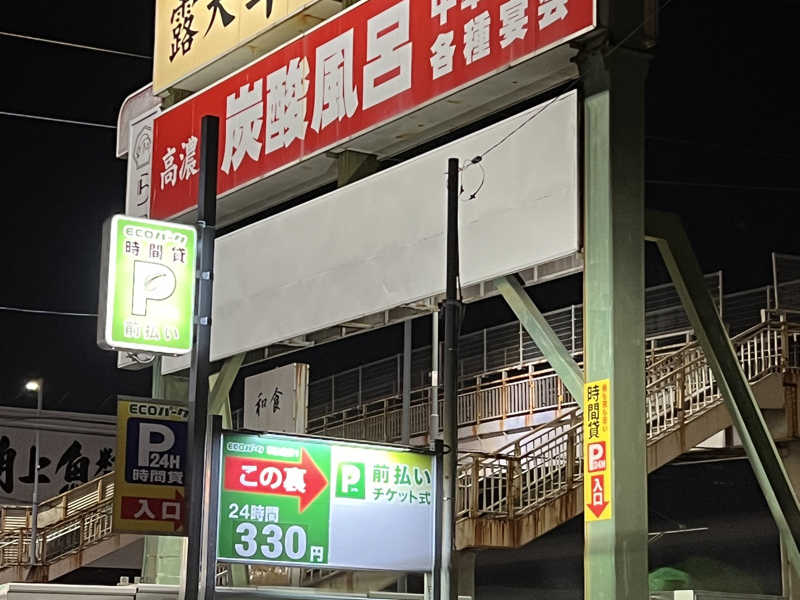 露天
高濃 炭酸風呂
各種宴会
ECOパーク
時間貸
P
前払い
和食
ECOパーク
P
24H
時間貸
入口
この裏
24時間
330円
P 前払い
チケット式
時間貸
P
入口